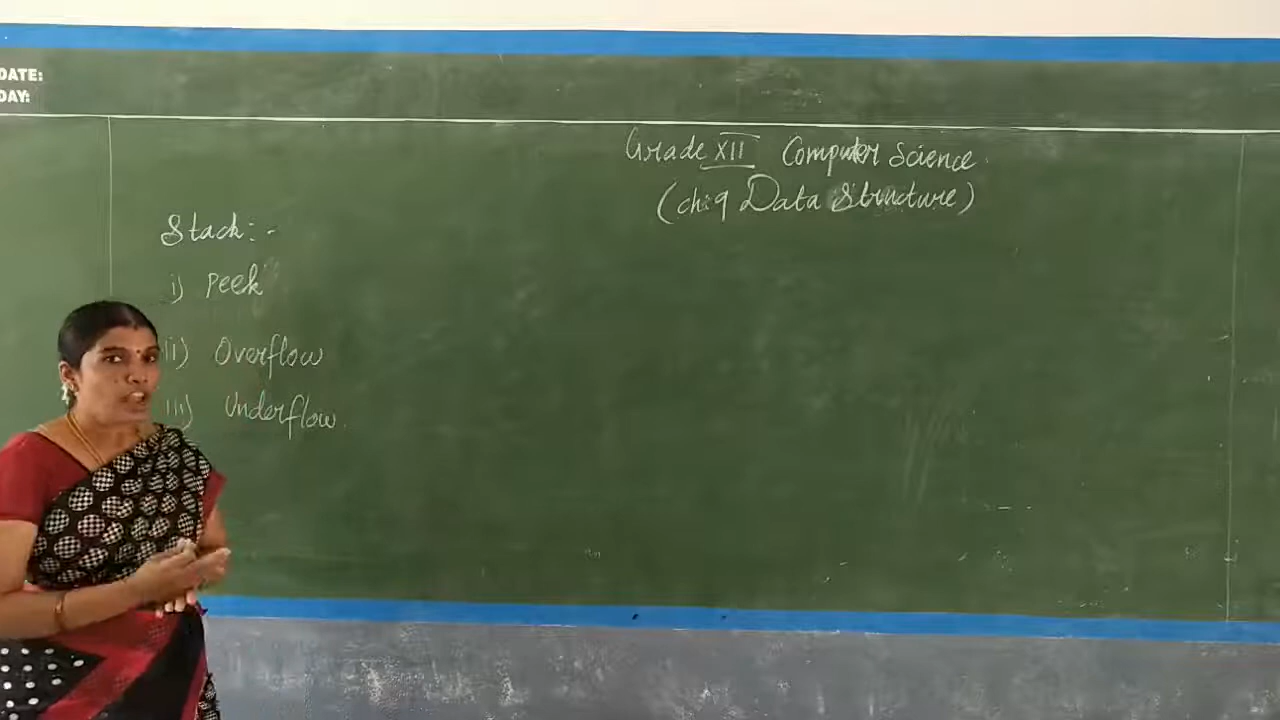 DATE:
DAY:
Grade XII Computer Science
(ch:9 Data Structure)
Stack:-
i) Peek
ii) Overflow
iii) Underflow